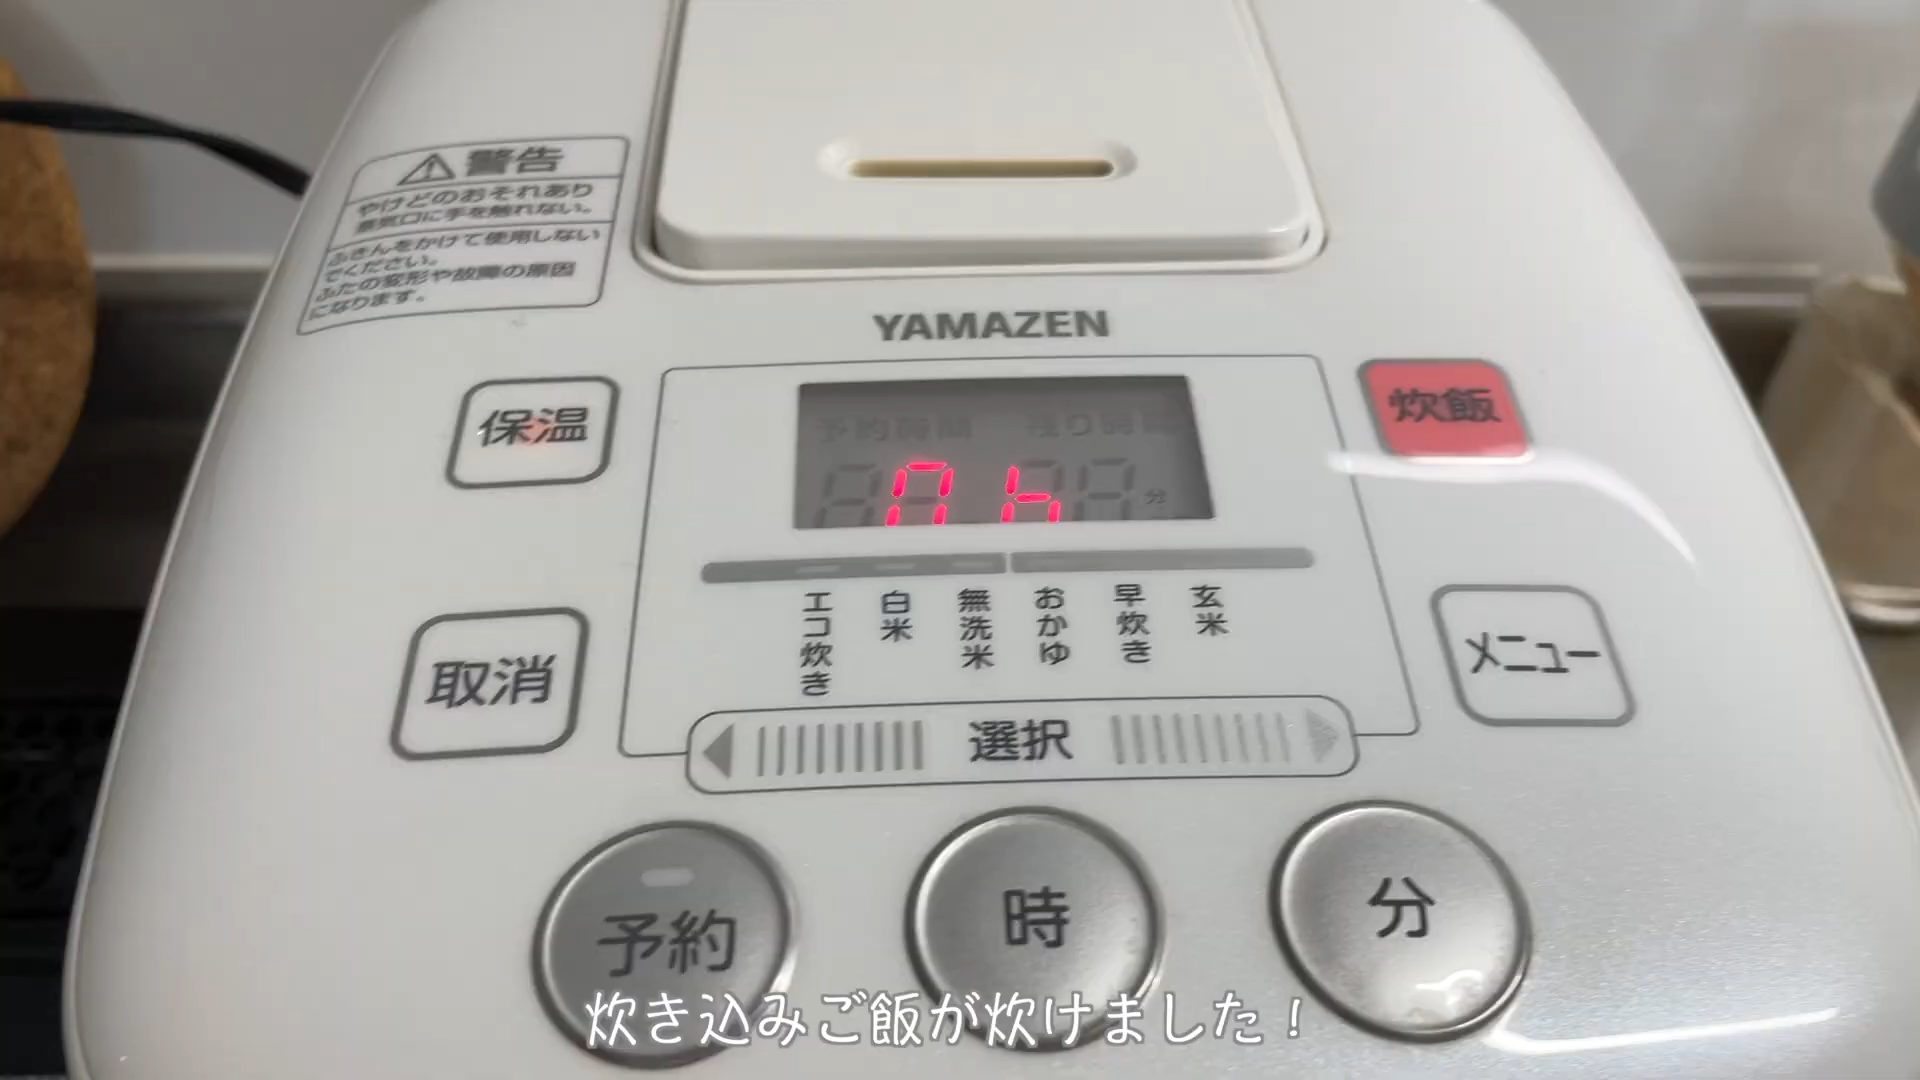 警告
やけどのおそれあり
蒸気口に手を触れない。
ふきんをかけて使用しない
でください。
ふたの変形や故障の原因
になります。
YAMAZEN
保温
予約時間 残り時間
0h
分
炊飯
エコ炊き
白米
無洗米
おかゆ
早炊き
玄米
取消
メニュー
選択
予約
時
分
炊き込みご飯が炊けました！